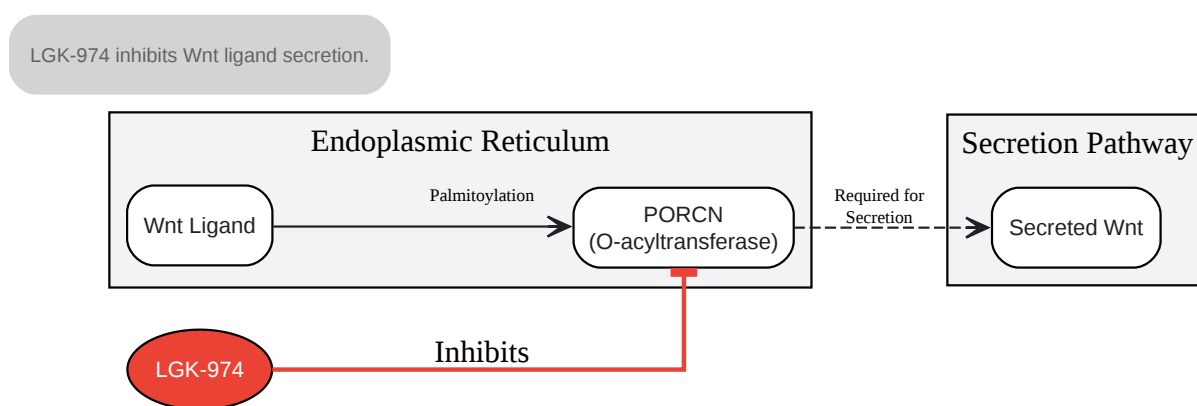 LGK-974 inhibits Wnt ligand secretion.
Endoplasmic Reticulum
Secretion Pathway
Wnt Ligand
Palmitoylation
PORCN
(O-acyltransferase)
Required for
Secretion
Secreted Wnt
LGK-974
Inhibits